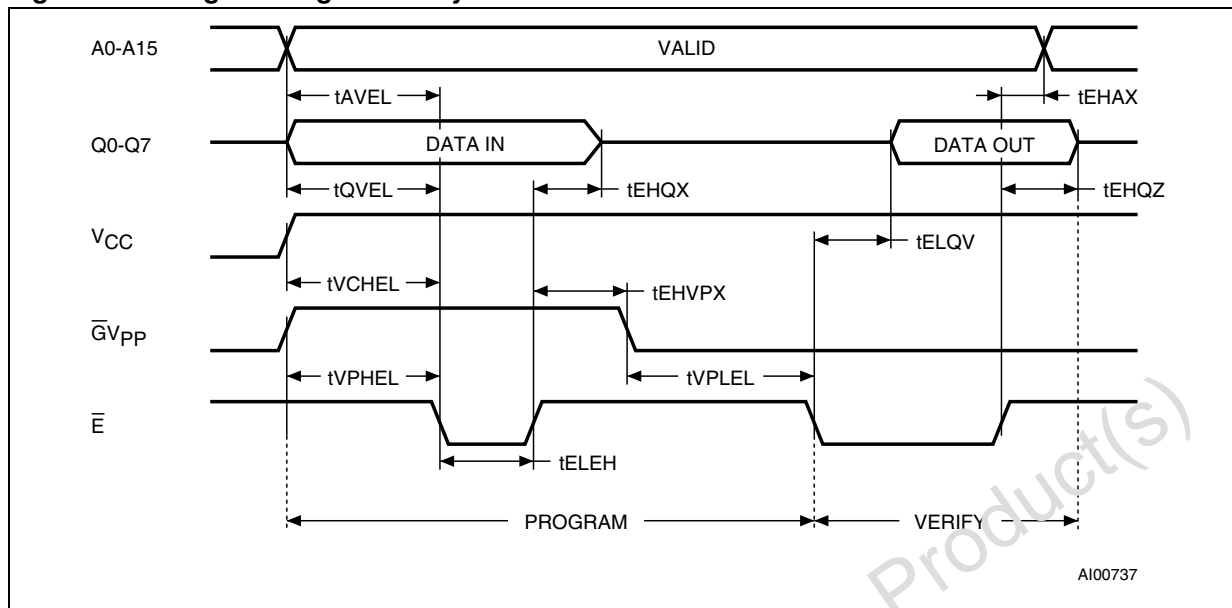 A0-A15
VALID
tAVEL
tEHAX
Q0-Q7
DATA IN
DATA OUT
tQVEL
tEHQX
tEHQZ
VCC
tELQV
tVCHEL
tEHVPX
G̅VPP
tVPHEL
tVPLEL
E̅
tELEH
PROGRAM
VERIFY
Product(s)
AI00737